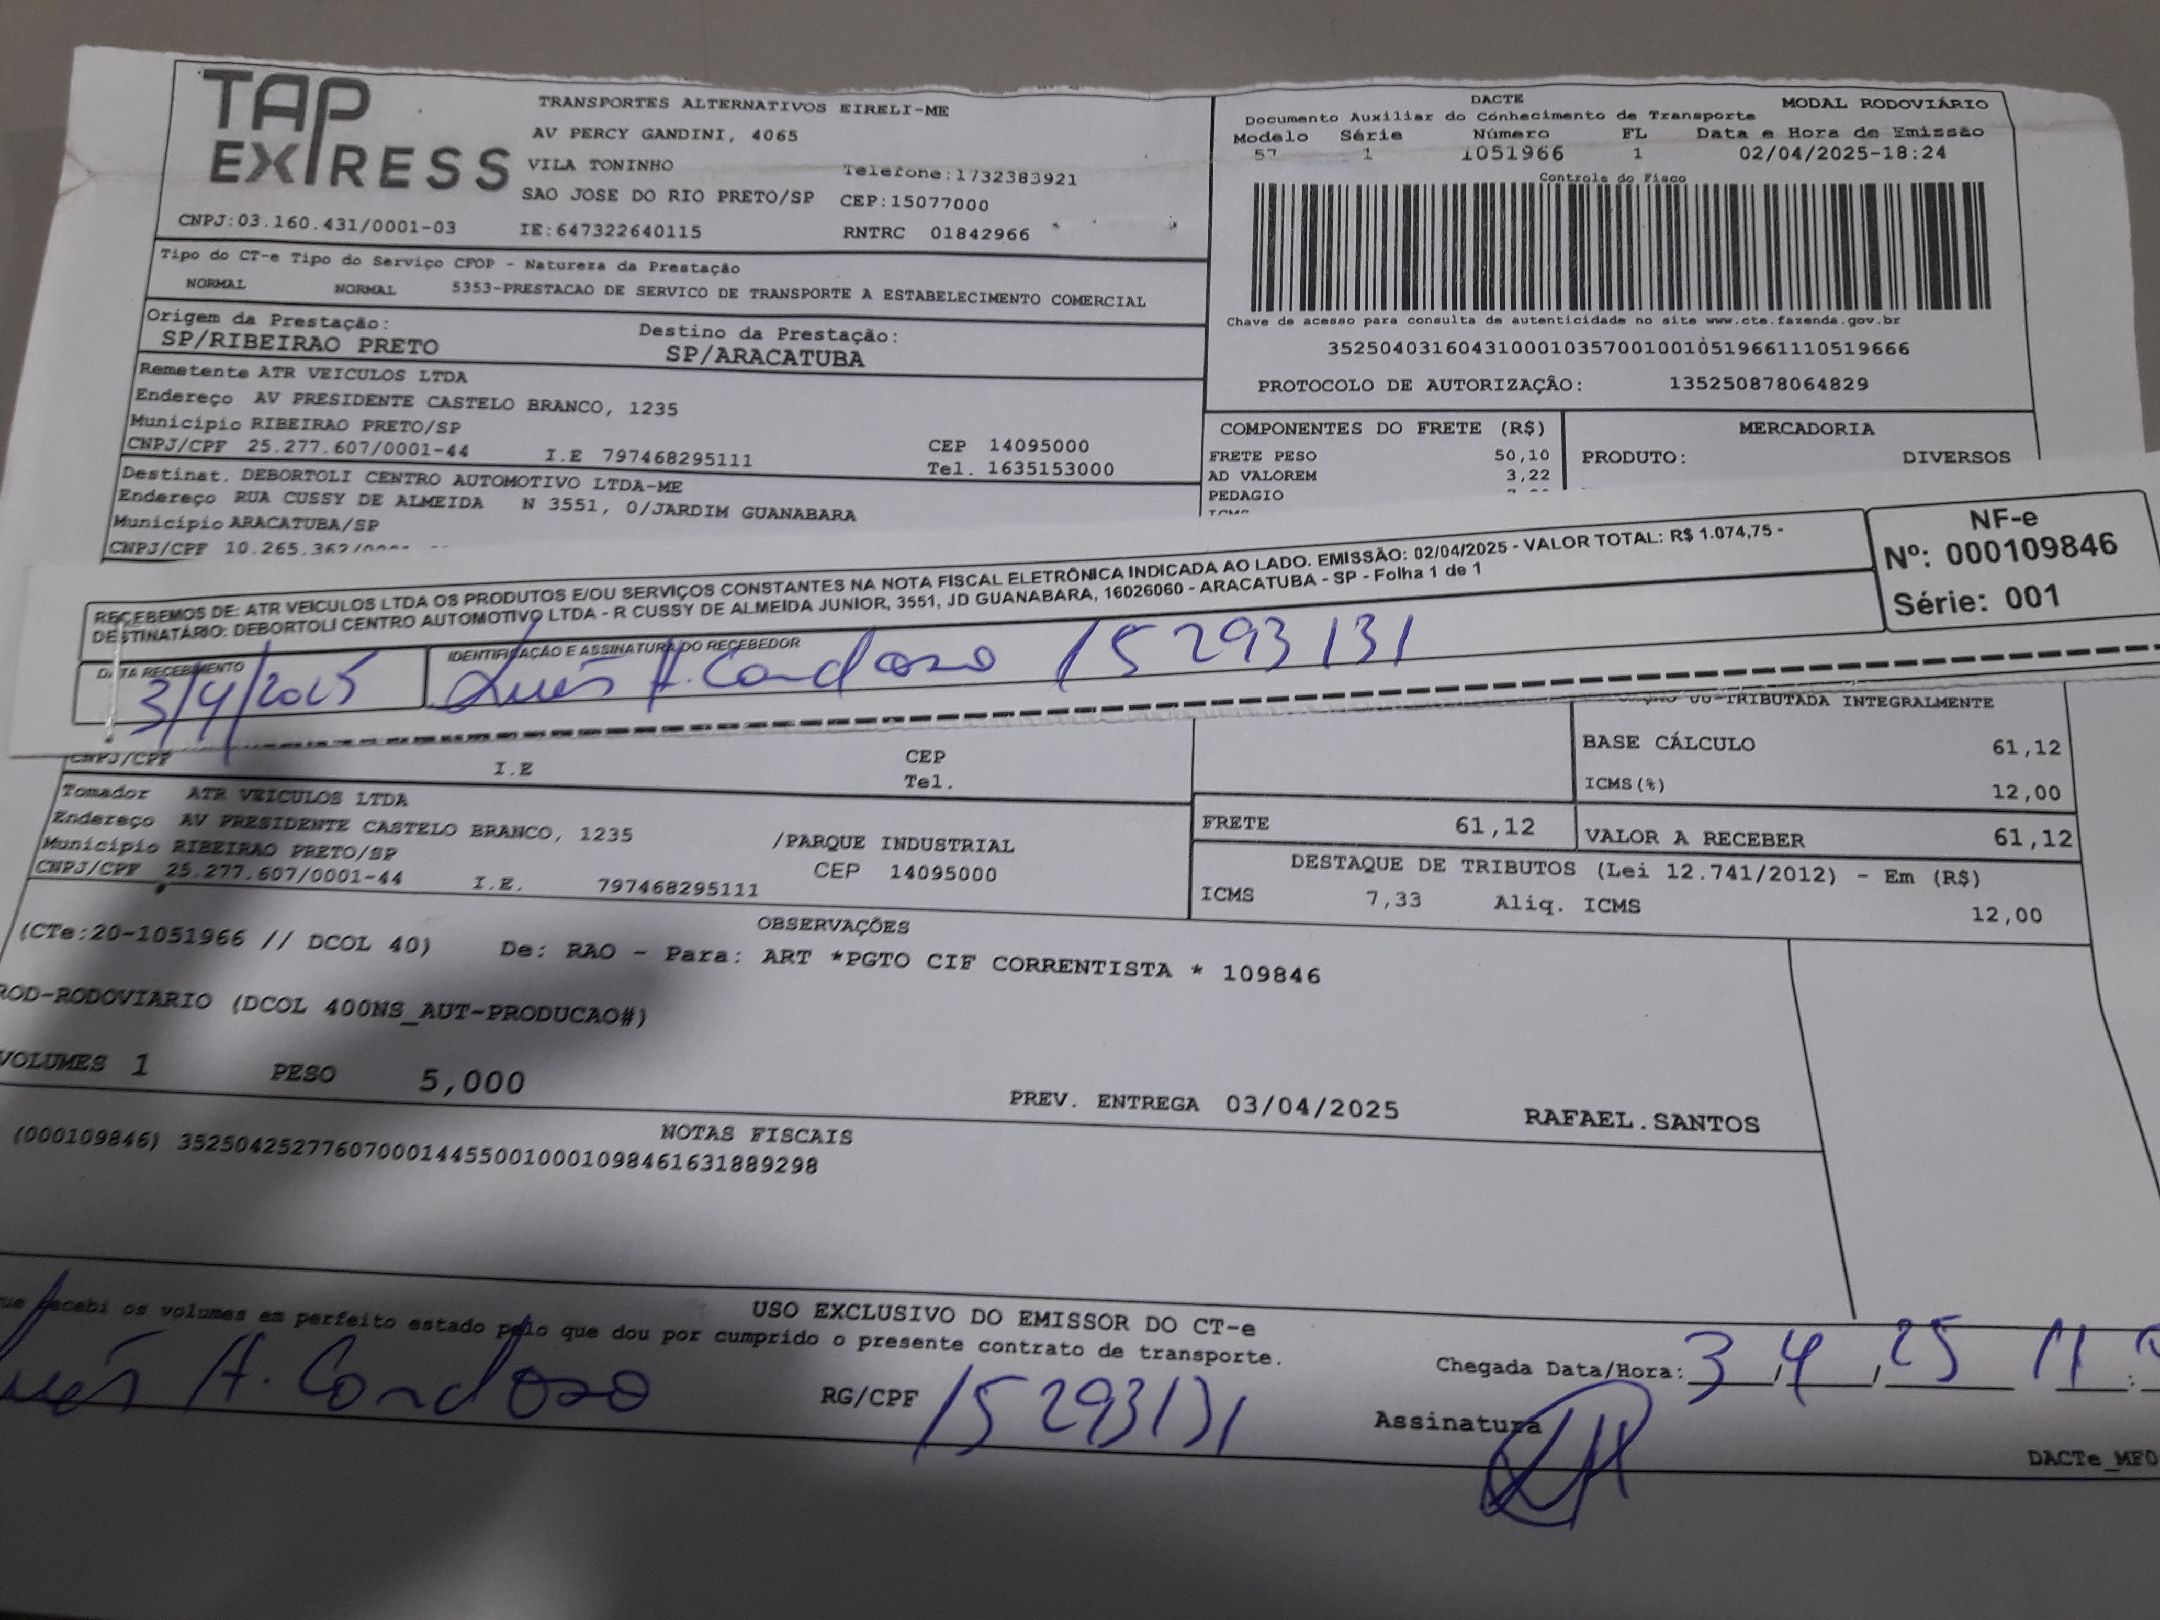 TAP EXPRESS
TRANSPORTES ALTERNATIVOS EIRELI-ME
AV PERCY GANDINI, 4065
VILA TONINHO Telefone:1732383921
SAO JOSE DO RIO PRETO/SP CEP:15077000
CNPJ:03.160.431/0001-03 IE:647322640115 RNTRC 01842966
DACTE MODAL RODOVIÁRIO
Documento Auxiliar do Conhecimento de Transporte
Modelo Série Número FL Data e Hora de Emissão
57 1 1051966 1 02/04/2025-18:24
Controle do Fisco
Chave de acesso para consulta de autenticidade no site www.cte.fazenda.gov.br
35250403160431000103570010010519661110519666
PROTOCOLO DE AUTORIZAÇÃO: 135250878064829
Tipo do CT-e Tipo do Serviço CFOP - Natureza da Prestação
NORMAL NORMAL 5353-PRESTACAO DE SERVICO DE TRANSPORTE A ESTABELECIMENTO COMERCIAL
Origem da Prestação: Destino da Prestação:
SP/RIBEIRAO PRETO SP/ARACATUBA
Remetente ATR VEICULOS LTDA
Endereço AV PRESIDENTE CASTELO BRANCO, 1235
Município RIBEIRAO PRETO/SP CEP 14095000
CNPJ/CPF 25.277.607/0001-44 I.E 797468295111 Tel. 1635153000
Destinat. DEBORTOLI CENTRO AUTOMOTIVO LTDA-ME
Endereço RUA CUSSY DE ALMEIDA N 3551, 0/JARDIM GUANABARA
Município ARACATUBA/SP
CNPJ/CPF 10.265.362/
COMPONENTES DO FRETE (R$) MERCADORIA
FRETE PESO 50,10 PRODUTO: DIVERSOS
AD VALOREM 3,22
PEDAGIO
RECEBEMOS DE: ATR VEICULOS LTDA OS PRODUTOS E/OU SERVIÇOS CONSTANTES NA NOTA FISCAL ELETRÔNICA INDICADA AO LADO. EMISSÃO: 02/04/2025 - VALOR TOTAL: R$ 1.074,75 -
DESTINATÁRIO: DEBORTOLI CENTRO AUTOMOTIVO LTDA - R CUSSY DE ALMEIDA JUNIOR, 3551, JD GUANABARA, 16026060 - ARACATUBA - SP - Folha 1 de 1
NF-e
Nº: 000109846
Série: 001
DATA RECEBIMENTO IDENTIFICAÇÃO E ASSINATURA DO RECEBEDOR
3/4/2025 A. Cardoso 15293131
TRIBUTADA INTEGRALMENTE
BASE CÁLCULO 61,12
ICMS(%) 12,00
CNPJ/CPF I.E CEP
Tel.
Tomador ATR VEICULOS LTDA
Endereço AV PRESIDENTE CASTELO BRANCO, 1235 /PARQUE INDUSTRIAL
Município RIBEIRAO PRETO/SP CEP 14095000
CNPJ/CPF 25.277.607/0001-44 I.E. 797468295111
FRETE 61,12 VALOR A RECEBER 61,12
DESTAQUE DE TRIBUTOS (Lei 12.741/2012) - Em (R$)
ICMS 7,33 Aliq. ICMS 12,00
OBSERVAÇÕES
(CTe:20-1051966 // DCOL 40) De: RAO - Para: ART *PGTO CIF CORRENTISTA * 109846
ROD-RODOVIARIO (DCOL 400NS_AUT-PRODUCAO#)
VOLUMES 1 PESO 5,000 PREV. ENTREGA 03/04/2025 RAFAEL.SANTOS
NOTAS FISCAIS
(000109846) 35250425277607000144550010001098461631889298
USO EXCLUSIVO DO EMISSOR DO CT-e
recebi os volumes em perfeito estado pelo que dou por cumprido o presente contrato de transporte.
A. Cardoso RG/CPF 15293131
Chegada Data/Hora: 3/4/25 11:
Assinatura
DACTe_MF0